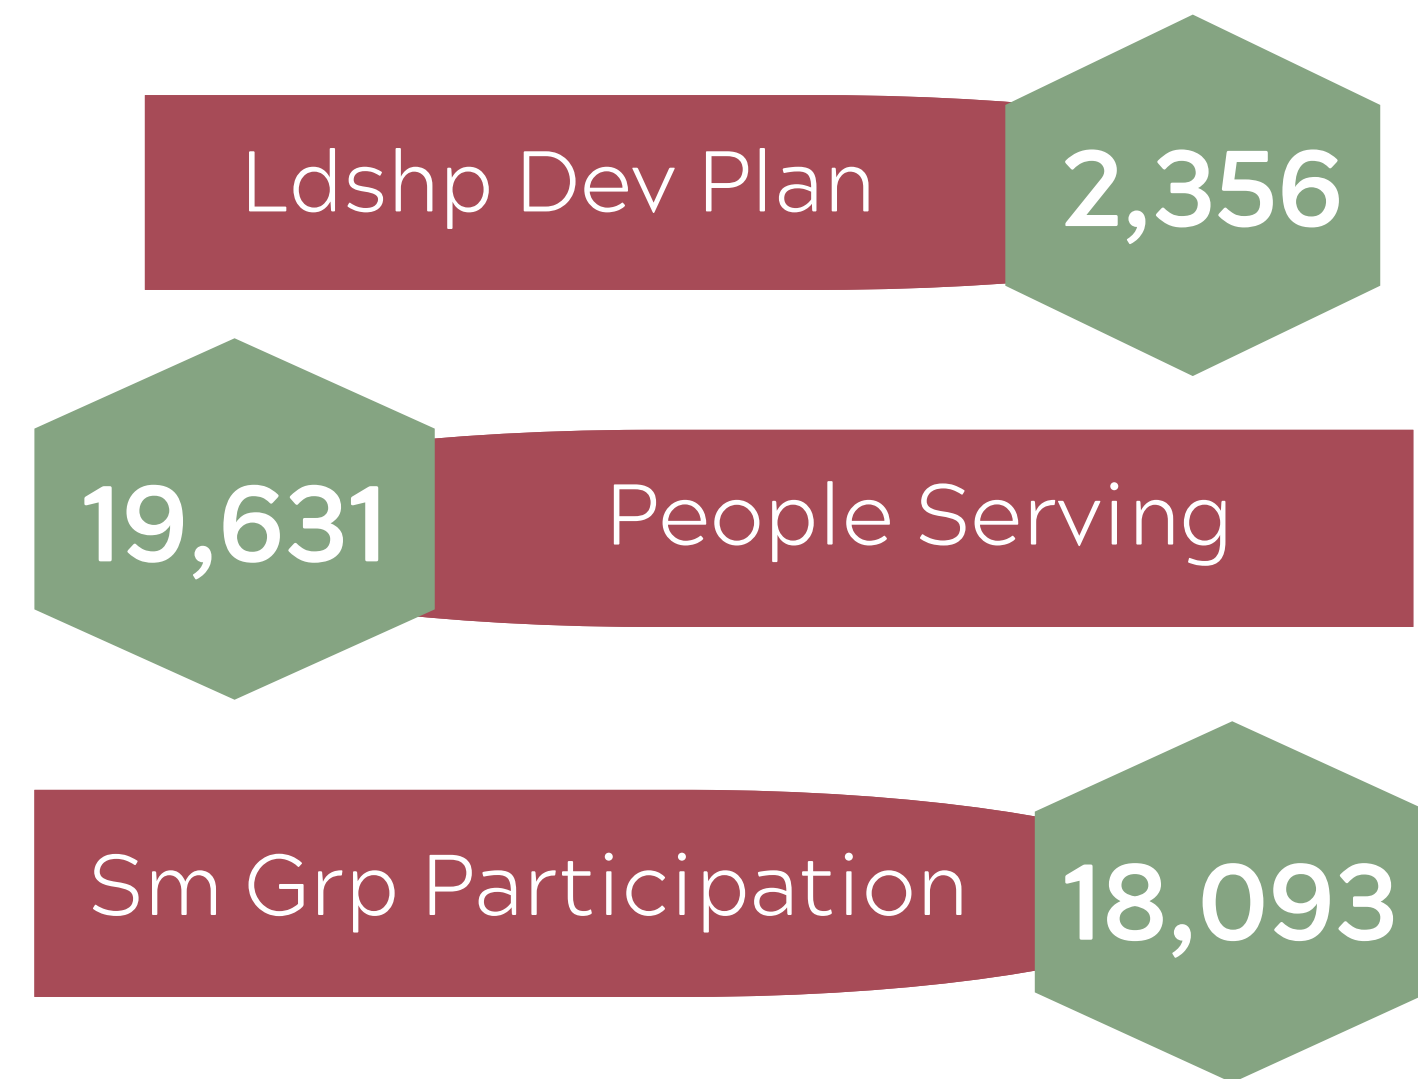 Ldshp Dev Plan
2,356
19,631
People Serving
Sm Grp Participation
18,093